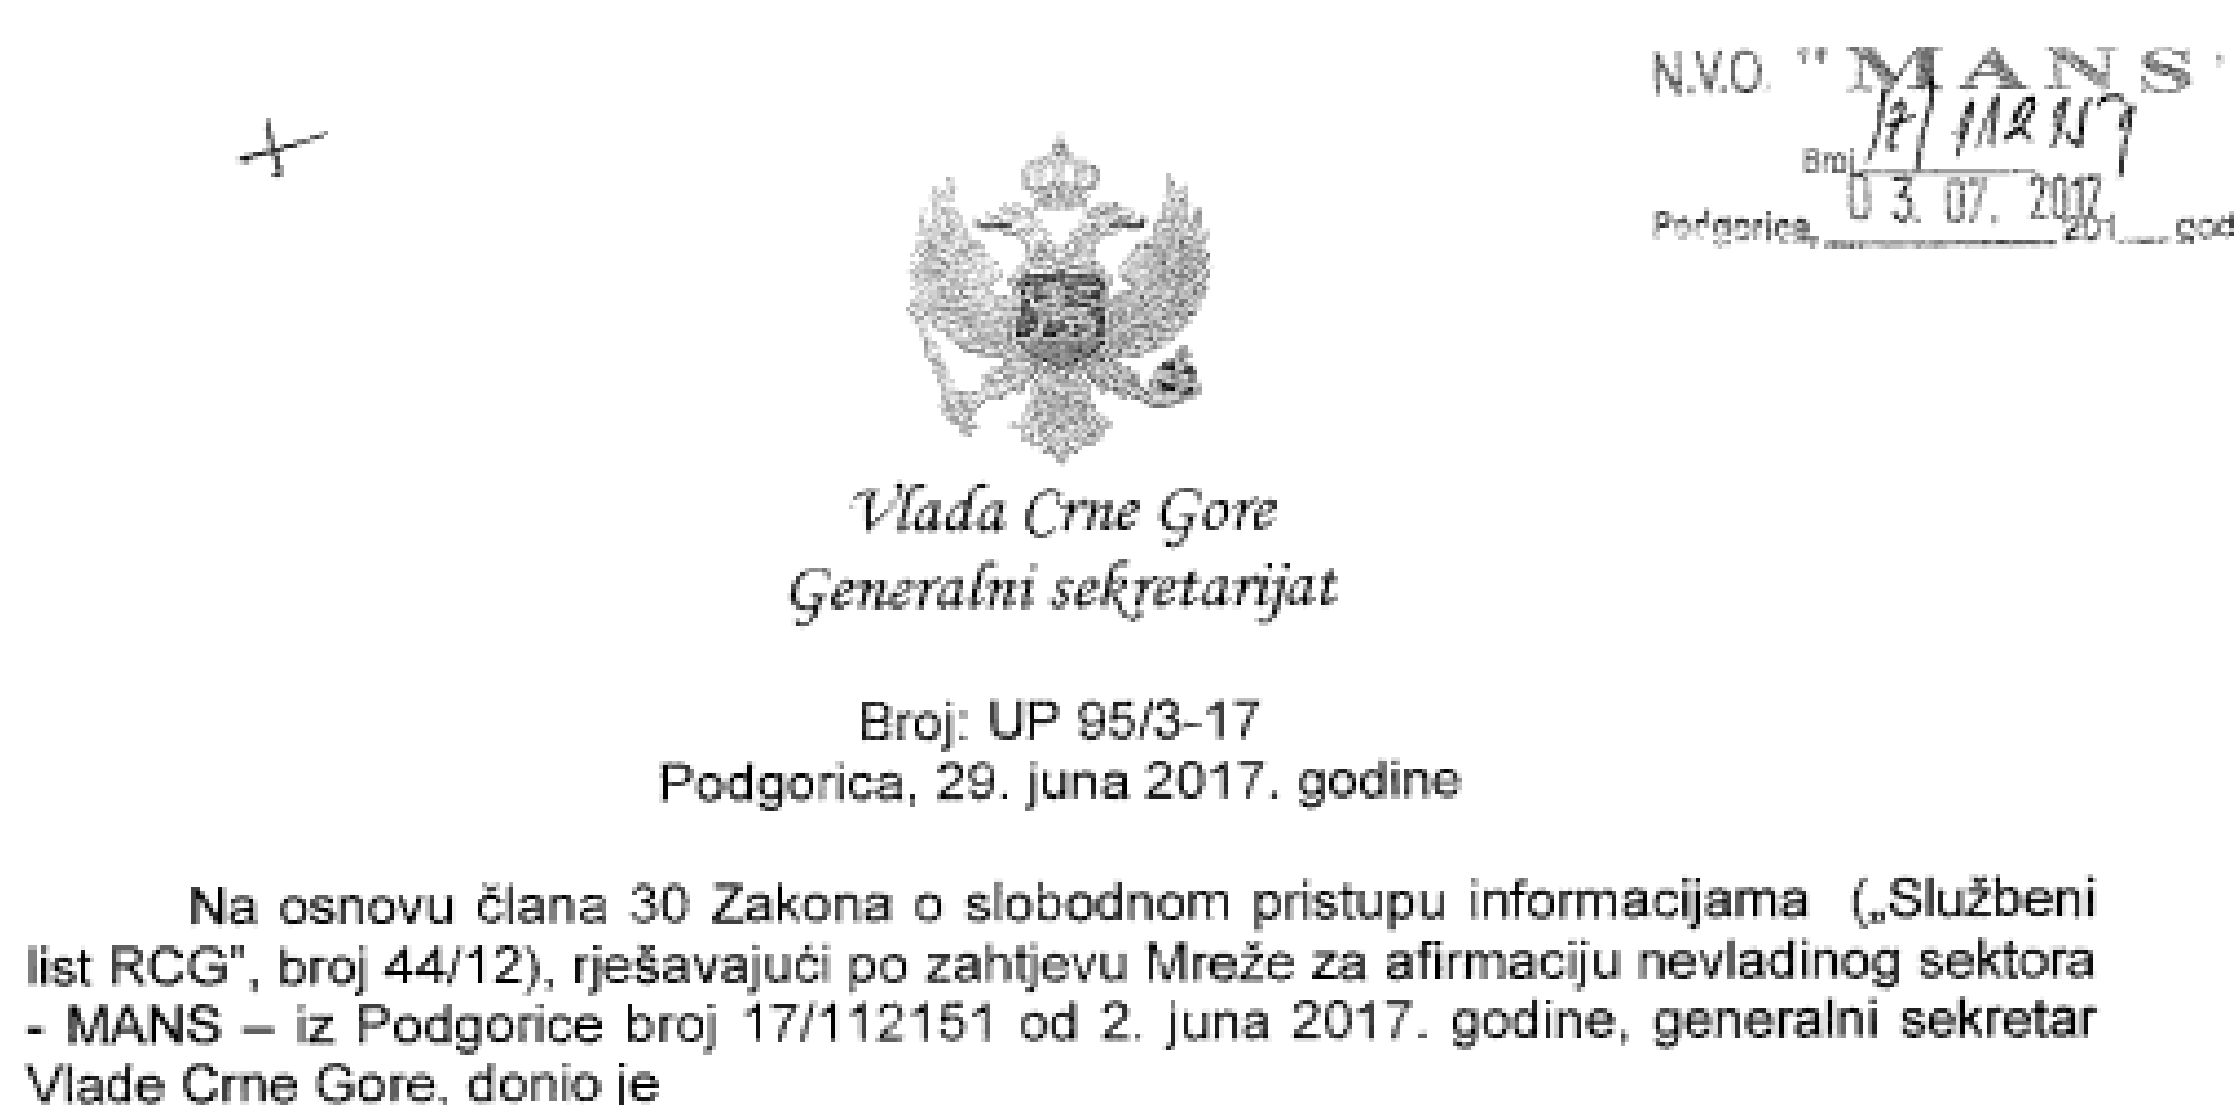 N.V.O. "MANS"
Broj
03. 07. 2017
Podgorica, 201 god
Vlada Crne Gore
Generalni sekretarijat
Broj: UP 95/3-17
Podgorica, 29. juna 2017. godine
Na osnovu člana 30 Zakona o slobodnom pristupu informacijama („Službeni
list RCG", broj 44/12), rješavajući po zahtjevu Mreže za afirmaciju nevladinog sektora
- MANS – iz Podgorice broj 17/112151 od 2. juna 2017. godine, generalni sekretar
Vlade Crne Gore, donio je